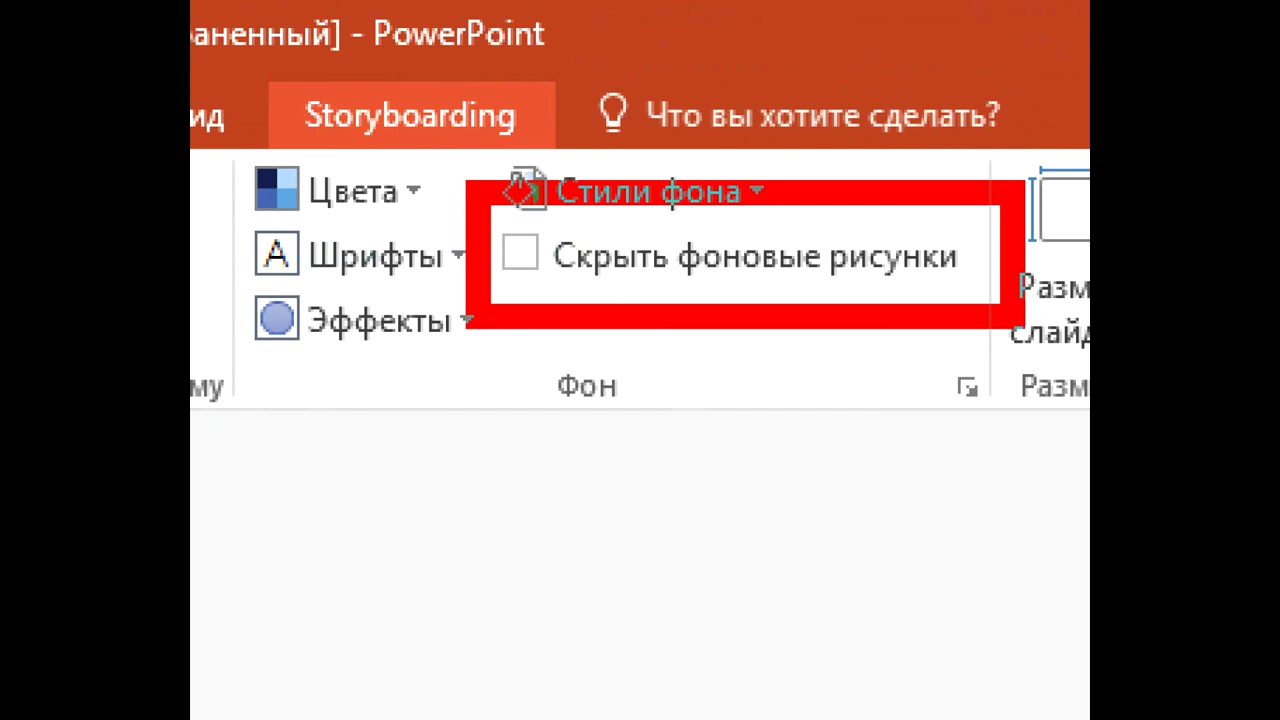 аненный] - PowerPoint
ид Storyboarding Что вы хотите сделать?
Цвета Стили фона
Шрифты Скрыть фоновые рисунки
Разм
Эффекты
слайд
му Фон Разм